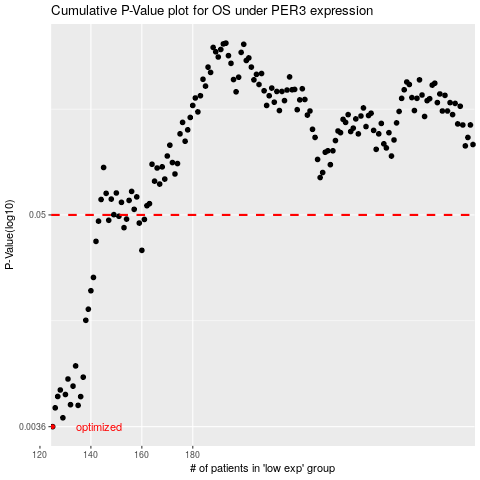 Cumulative P-Value plot for OS under PER3 expression
P-Value(log10)
0.05
0.0036
optimized
120 140 160 180
# of patients in 'low exp' group